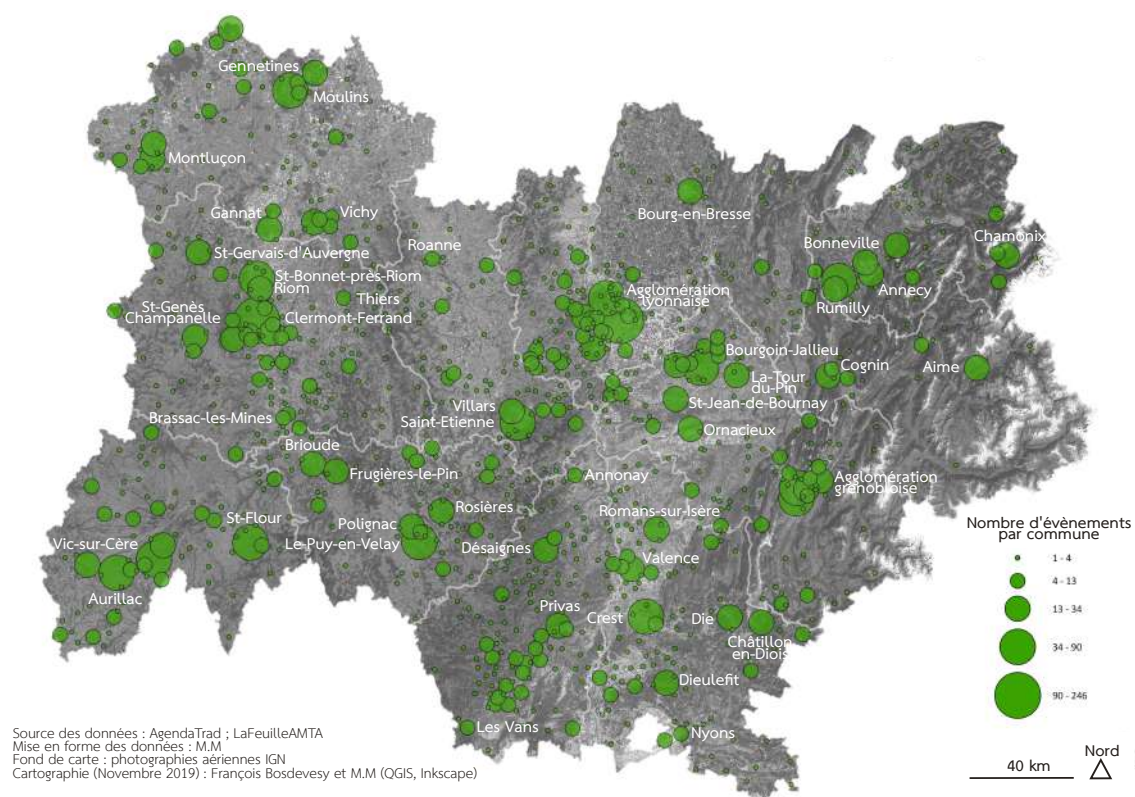 Gennetines
Moulins
Montluçon
Gannat
Vichy
Roanne
Bourg-en-Bresse
Bonneville
Chamonix
St-Gervais-d'Auvergne
St-Bonnet-près-Riom
Riom
Thiers
Annecy
Rumilly
Agglomération
lyonnaise
St-Genès
Champanelle
Clermont-Ferrand
Bourgoin-Jallieu
Cognin
Aime
La-Tour
du-Pin
St-Jean-de-Bournay
Villars
Saint-Etienne
Brassac-les-Mines
Ornacieux
Brioude
Frugières-le-Pin
Annonay
Agglomération
grenobloise
Rosières
Romans-sur-Isère
St-Flour
Polignac
Le-Puy-en-Velay
Désaignes
Vic-sur-Cère
Valence
Aurillac
Privas
Crest
Die
Châtillon
en-Diois
Dieulefit
Les Vans
Nyons
Nombre d'évènements
par commune
1 - 4
4 - 13
13 - 34
34 - 90
90 - 246
Source des données : AgendaTrad ; LaFeuilleAMTA
Mise en forme des données : M.M
Fond de carte : photographies aériennes IGN
Cartographie (Novembre 2019) : François Bosdevesy et M.M (QGIS, Inkscape)
40 km
Nord